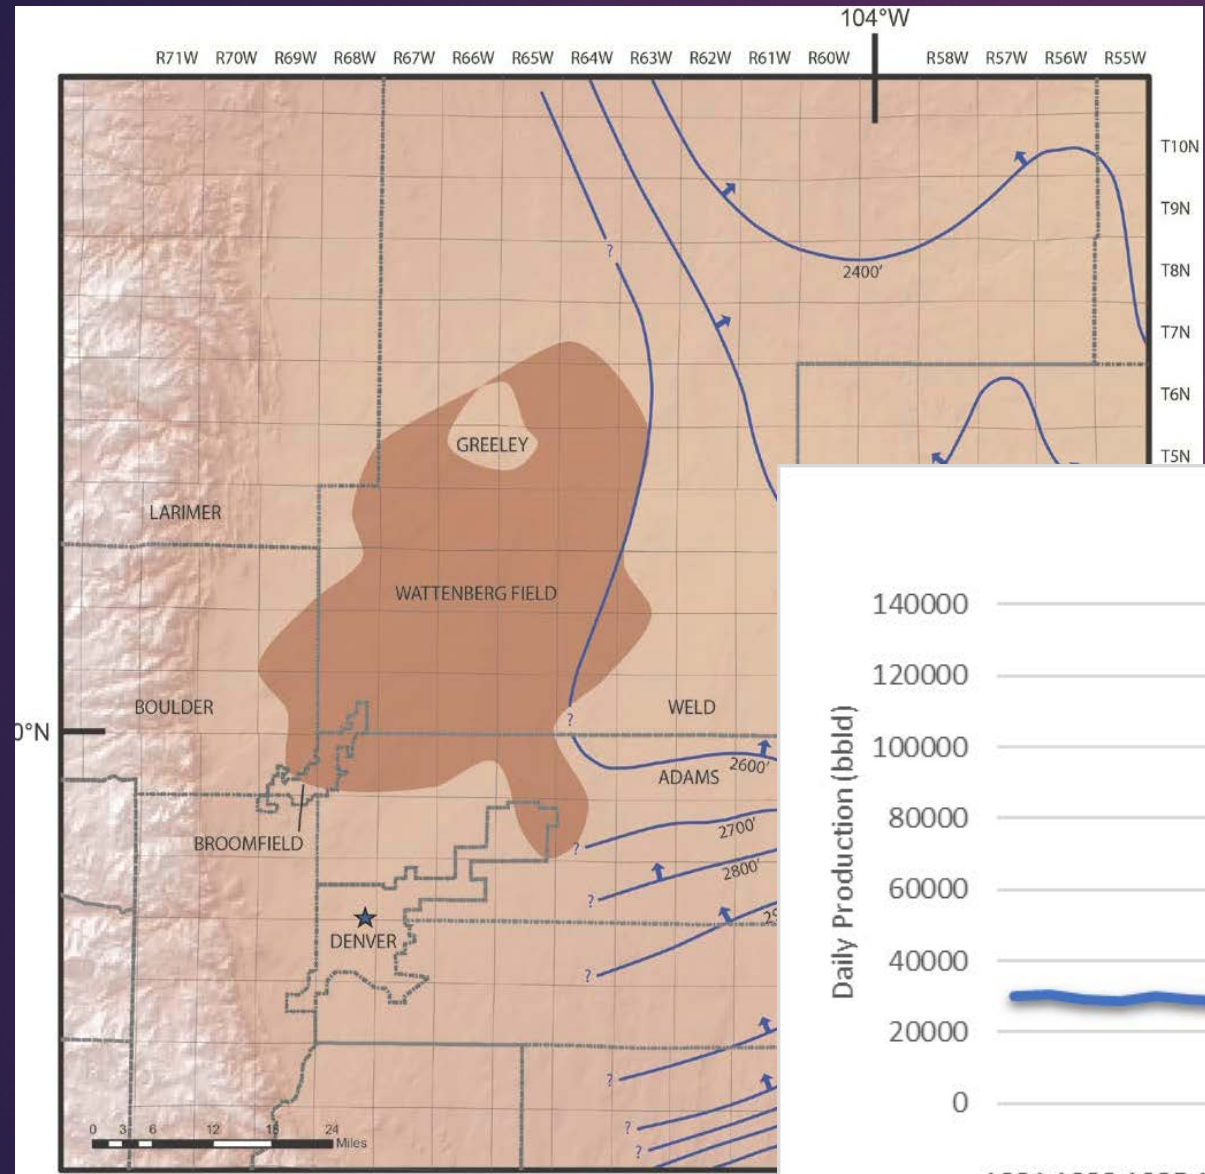 104°W
R71W R70W R69W R68W R67W R66W R65W R64W R63W R62W R61W R60W R58W R57W R56W R55W
T10N
T9N
?
T8N
2400'
T7N
T6N
GREELEY
T5N
LARIMER
WATTENBERG FIELD
BOULDER
WELD
?
0°N
2600'
ADAMS
BROOMFIELD
2700'
?
2800'
?
DENVER
?
?
?
?
0 3 6 12 18 24
Miles
Daily Production (bbld)
140000
120000
100000
80000
60000
40000
20000
0